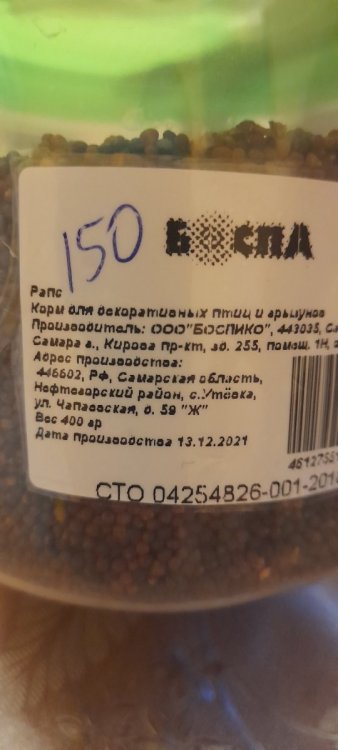 150
БОСПА
Рапс
Корм для декоративных птиц и грызунов
Производитель: ООО"БОСПИКО", 443035,
Самара г., Кирова пр-кт, зд. 255, помещ. 1Н,
Адрес производства:
446602, РФ, Самарская область,
Нефтегорский район, с.Утёвка,
ул. Чапаевская, д. 59 "Ж"
Вес 400 гр
Дата производства 13.12.2021
СТО 04254826-001-201